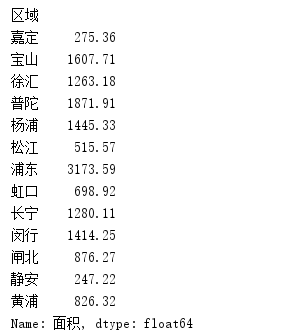 区域
嘉定 275.36
宝山 1607.71
徐汇 1263.18
普陀 1871.91
杨浦 1445.33
松江 515.57
浦东 3173.59
虹口 698.92
长宁 1280.11
闵行 1414.25
闸北 876.27
静安 247.22
黄浦 826.32
Name: 面积, dtype: float64